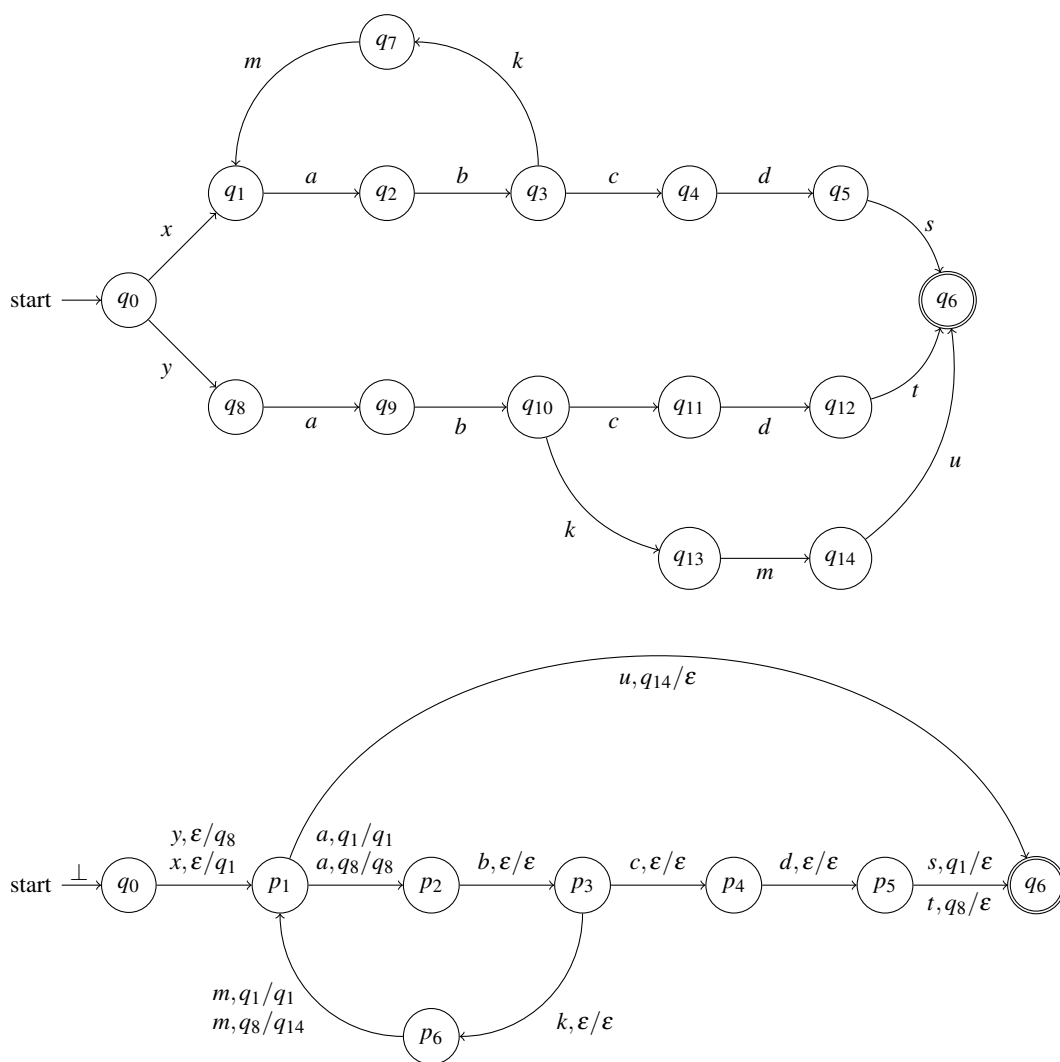 q7
m k
q1 a q2 b q3 c q4 d q5
x s
start q0 q6
y t
q8 a q9 b q10 c q11 d q12
u
k
q13 m q14
u, q14/ε
y, ε/q8 a, q1/q1
start ⊥ q0 x, ε/q1 p1 a, q8/q8 p2 b, ε/ε p3 c, ε/ε p4 d, ε/ε p5 s, q1/ε q6
t, q8/ε
m, q1/q1
m, q8/q14 p6 k, ε/ε